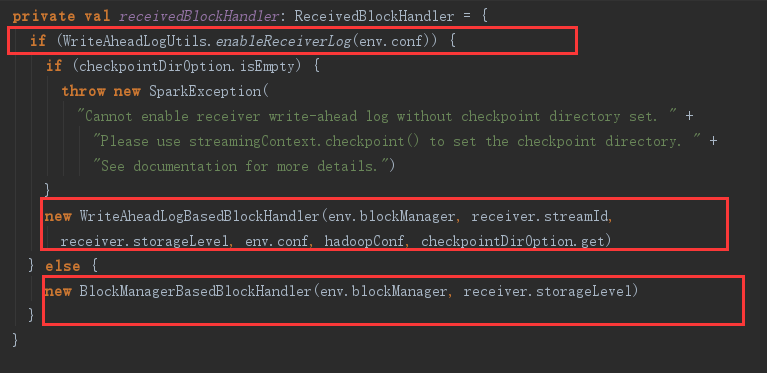 private val receivedBlockHandler: ReceivedBlockHandler = {
if (WriteAheadLogUtils.enableReceiverLog(env.conf)) {
if (checkpointDirOption.isEmpty) {
throw new SparkException(
"Cannot enable receiver write-ahead log without checkpoint directory set. " +
"Please use streamingContext.checkpoint() to set the checkpoint directory. " +
"See documentation for more details.")
}
new WriteAheadLogBasedBlockHandler(env.blockManager, receiver.streamId,
receiver.storageLevel, env.conf, hadoopConf, checkpointDirOption.get)
} else {
new BlockManagerBasedBlockHandler(env.blockManager, receiver.storageLevel)
}
}